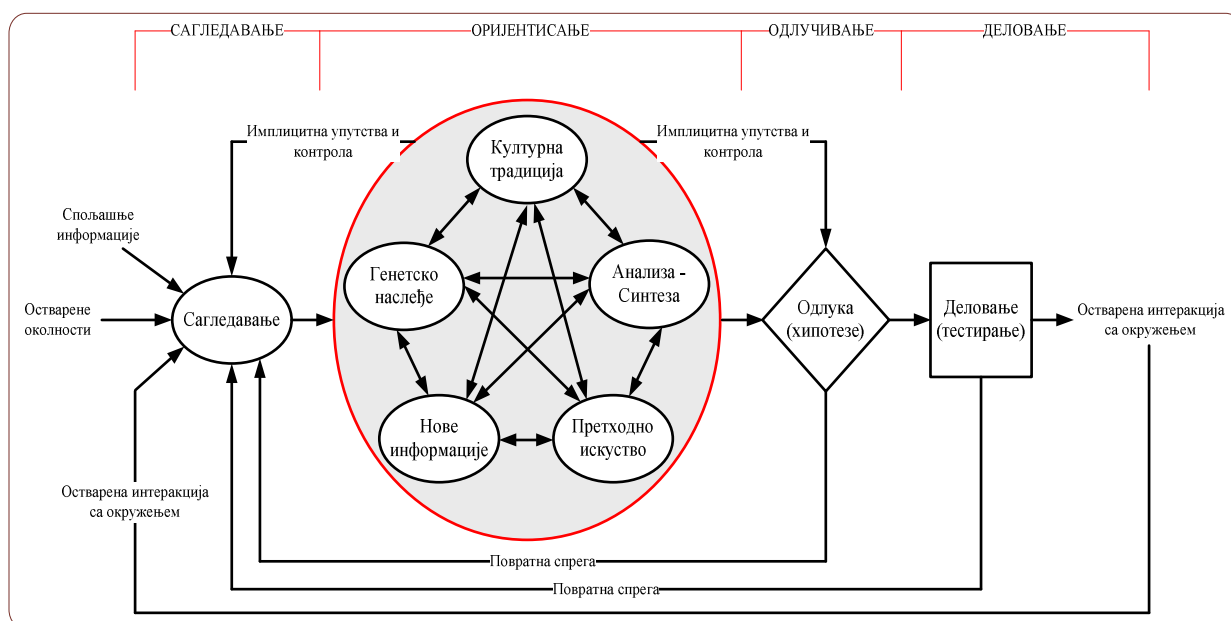 САГЛЕДАВАЊЕ
ОРИЈЕНТИСАЊЕ
ОДЛУЧИВАЊЕ
ДЕЛОВАЊЕ
Имплицитна упутства и
контрола
Имплицитна упутства и
контрола
Културна
традиција
Спољашње
информације
Генетско
наслеђе
Анализа -
Синтеза
Остварене
околности
Сагледавање
Одлука
(хипотезе)
Деловање
(тестирање)
Остварена интеракција
са окружењем
Нове
информације
Претходно
искуство
Остварена интеракција
са окружењем
Повратна спрега
Повратна спрега